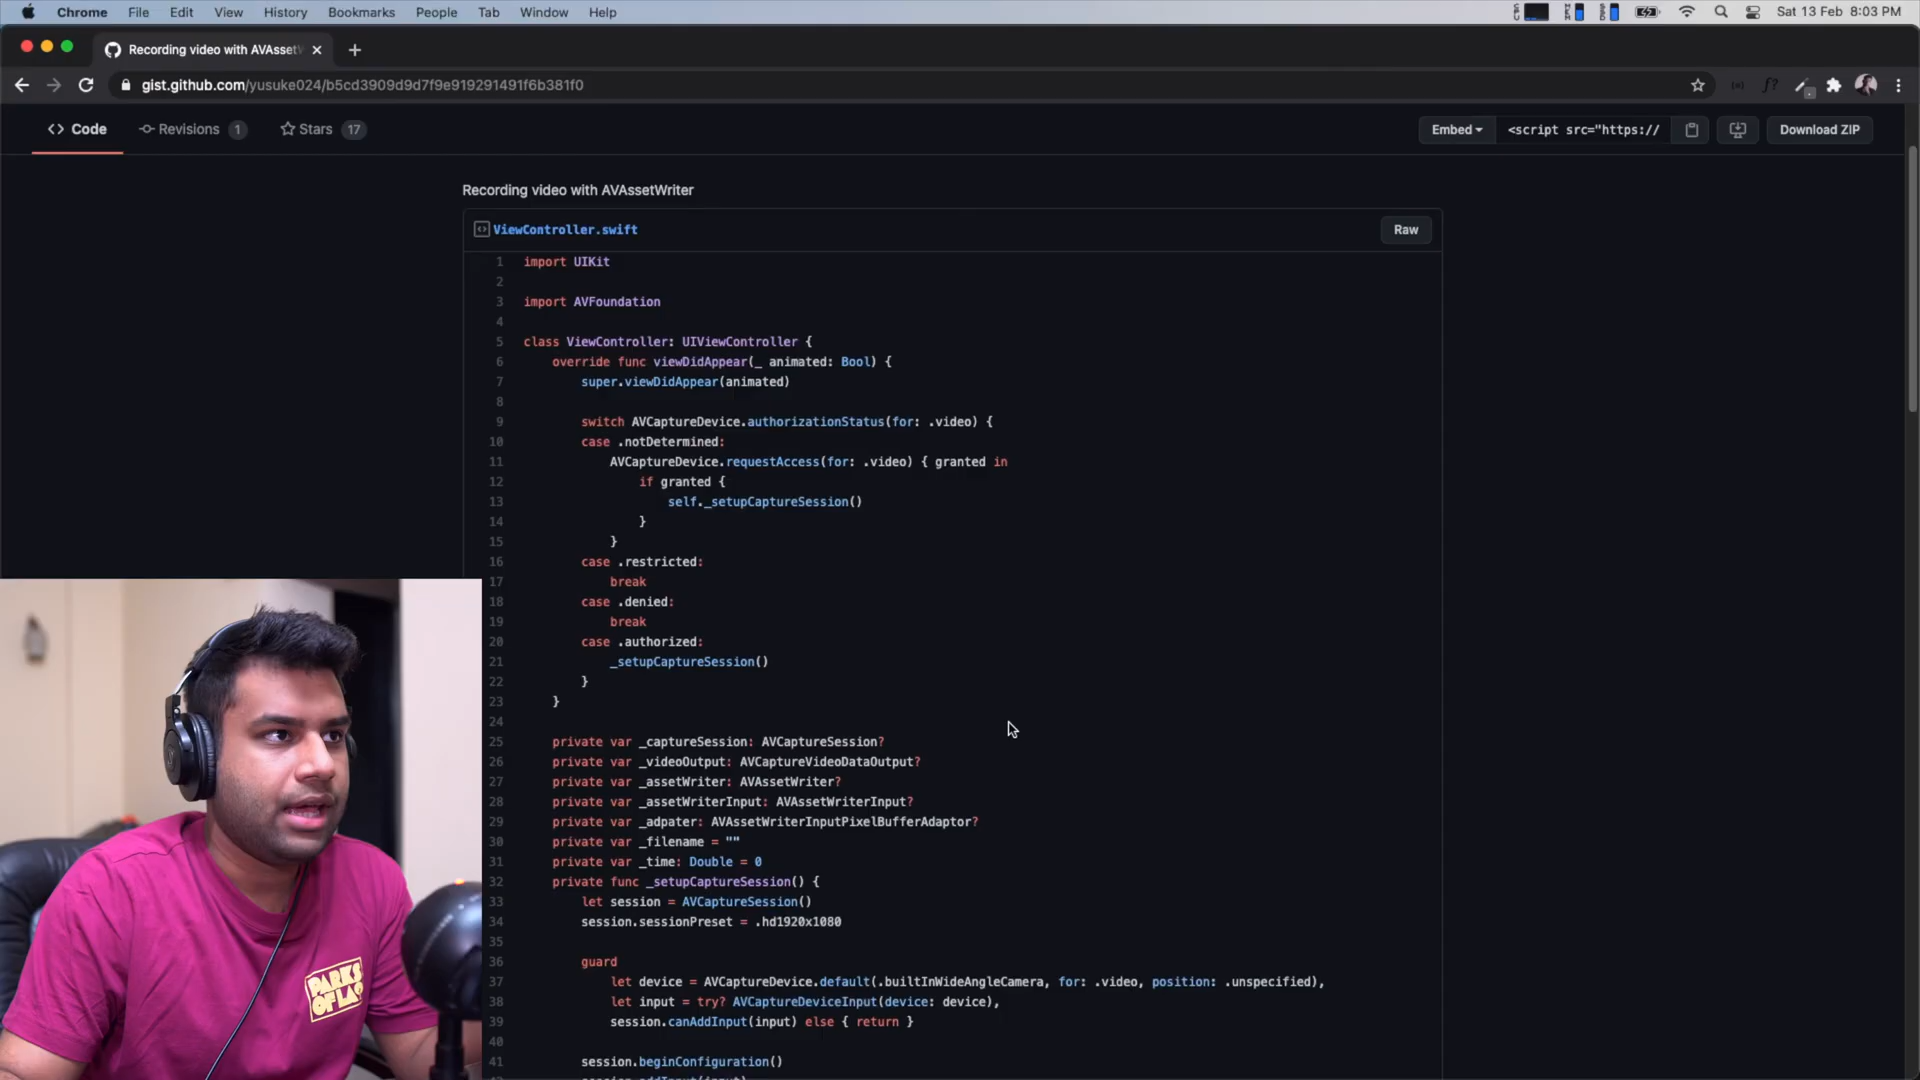 Chrome File Edit View History Bookmarks People Tab Window Help Sat 13 Feb 8:03 PM
Recording video with AVAsset
gist.github.com/yusuke024/b5cd3909d9d7f9e919291491f6b381f0
Code Revisions 1 Stars 17 Embed <script src="https:// Download ZIP
Recording video with AVAssetWriter
ViewController.swift Raw
1 import UIKit
2
3 import AVFoundation
4
5 class ViewController: UIViewController {
6 override func viewDidAppear(_ animated: Bool) {
7 super.viewDidAppear(animated)
8
9 switch AVCaptureDevice.authorizationStatus(for: .video) {
10 case .notDetermined:
11 AVCaptureDevice.requestAccess(for: .video) { granted in
12 if granted {
13 self._setupCaptureSession()
14 }
15 }
16 case .restricted:
17 break
18 case .denied:
19 break
20 case .authorized:
21 _setupCaptureSession()
22 }
23 }
24
25 private var _captureSession: AVCaptureSession?
26 private var _videoOutput: AVCaptureVideoDataOutput?
27 private var _assetWriter: AVAssetWriter?
28 private var _assetWriterInput: AVAssetWriterInput?
29 private var _adpater: AVAssetWriterInputPixelBufferAdaptor?
30 private var _filename = ""
31 private var _time: Double = 0
32 private func _setupCaptureSession() {
33 let session = AVCaptureSession()
34 session.sessionPreset = .hd1920x1080
35
36 guard
37 let device = AVCaptureDevice.default(.builtInWideAngleCamera, for: .video, position: .unspecified),
38 let input = try? AVCaptureDeviceInput(device: device),
39 session.canAddInput(input) else { return }
40
41 session.beginConfiguration()
PARKS
OF LA